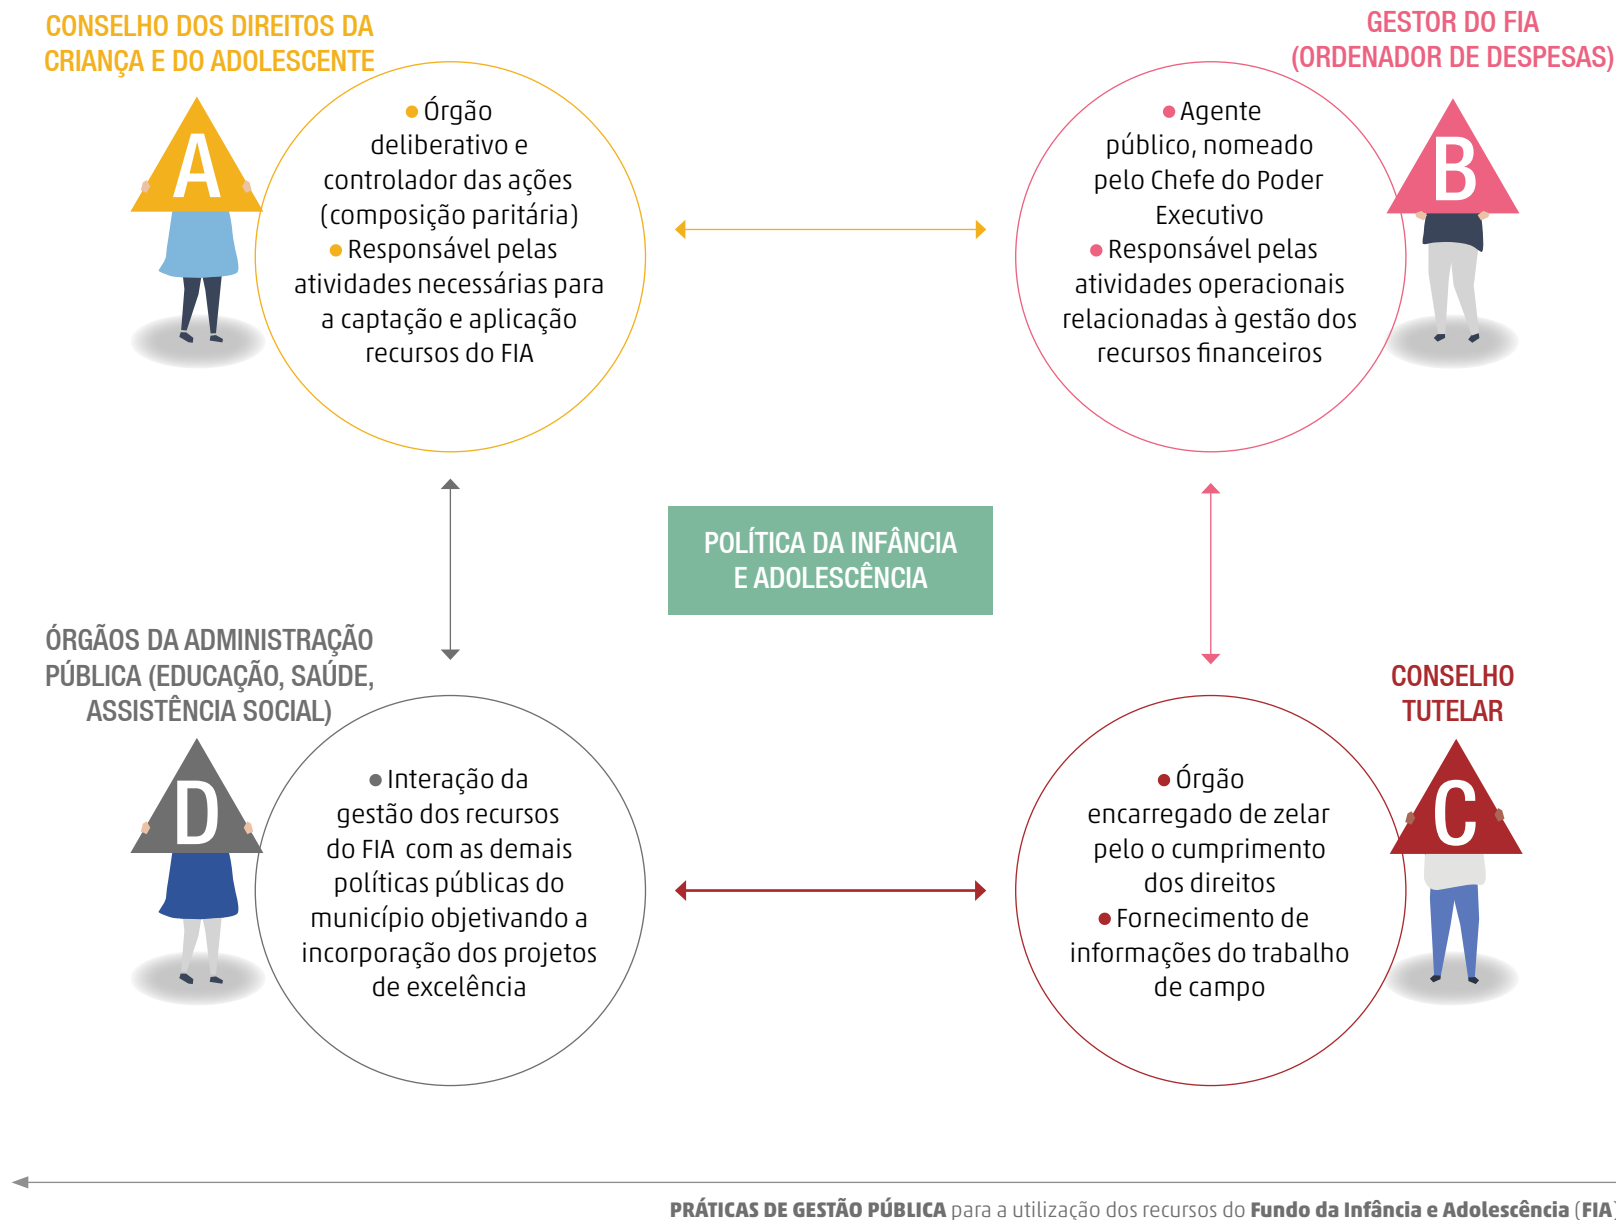 CONSELHO DOS DIREITOS DA
CRIANÇA E DO ADOLESCENTE
A
● Órgão
deliberativo e
controlador das ações
(composição paritária)
● Responsável pelas
atividades necessárias para
a captação e aplicação
recursos do FIA
GESTOR DO FIA
(ORDENADOR DE DESPESAS)
B
● Agente
público, nomeado
pelo Chefe do Poder
Executivo
● Responsável pelas
atividades operacionais
relacionadas à gestão dos
recursos financeiros
POLÍTICA DA INFÂNCIA
E ADOLESCÊNCIA
ÓRGÃOS DA ADMINISTRAÇÃO
PÚBLICA (EDUCAÇÃO, SAÚDE,
ASSISTÊNCIA SOCIAL)
D
● Interação da
gestão dos recursos
do FIA com as demais
políticas públicas do
município objetivando a
incorporação dos projetos
de excelência
CONSELHO
TUTELAR
C
● Órgão
encarregado de zelar
pelo o cumprimento
dos direitos
● Fornecimento de
informações do trabalho
de campo
PRÁTICAS DE GESTÃO PÚBLICA para a utilização dos recursos do Fundo da Infância e Adolescência (FIA)